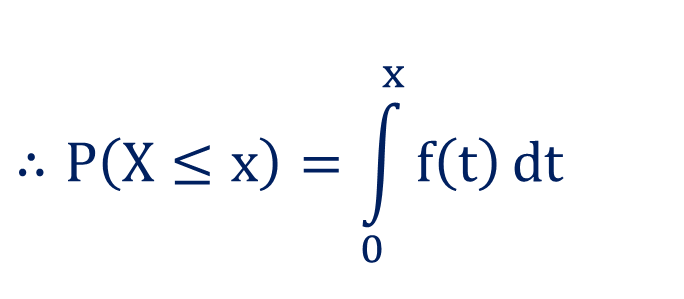 ∴ P(X ≤ x) = ∫₀ˣ f(t) dt